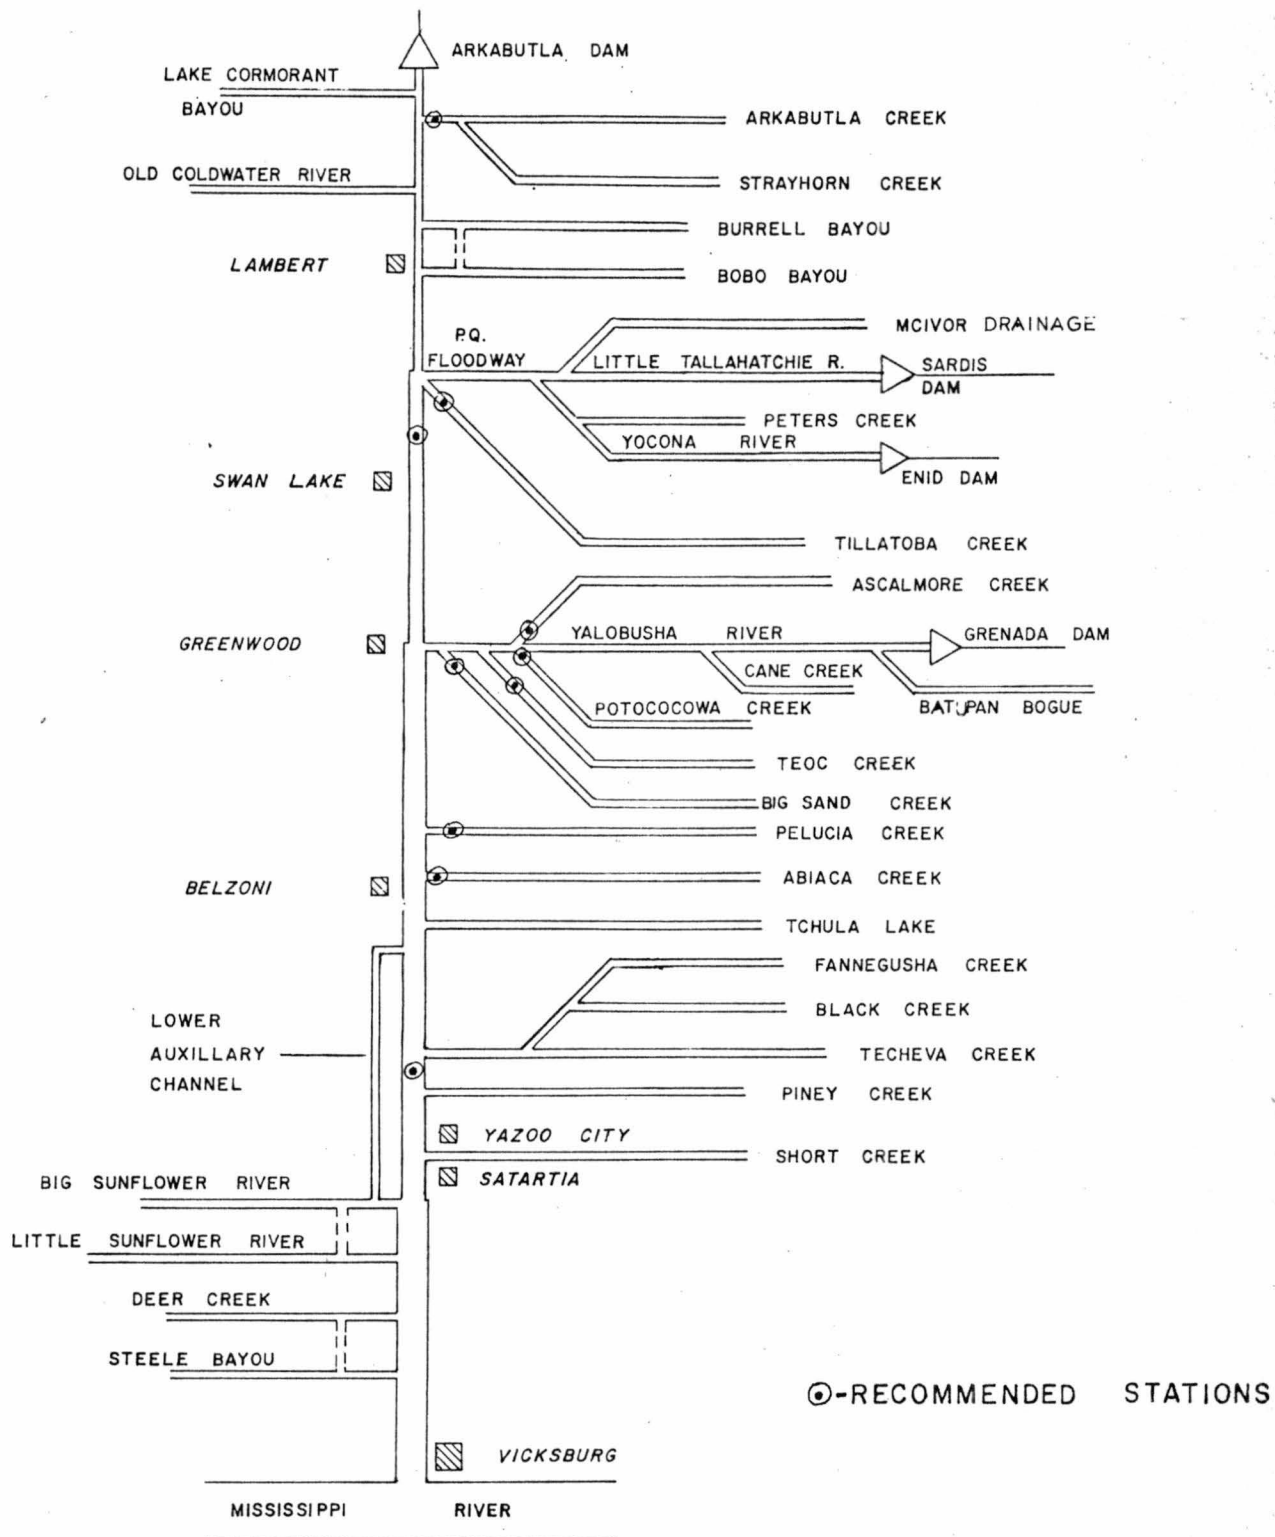 ARKABUTLA DAM
LAKE CORMORANT
BAYOU
ARKABUTLA CREEK
OLD COLDWATER RIVER
STRAYHORN CREEK
BURRELL BAYOU
LAMBERT
BOBO BAYOU
MCIVOR DRAINAGE
P.Q.
FLOODWAY
LITTLE TALLAHATCHIE R.
SARDIS
DAM
PETERS CREEK
YOCONA RIVER
ENID DAM
SWAN LAKE
TILLATOBA CREEK
ASCALMORE CREEK
GREENWOOD
YALOBUSHA RIVER
GRENADA DAM
CANE CREEK
POTOCOCOWA CREEK
BATUPAN BOGUE
TEOC CREEK
BIG SAND CREEK
PELUCIA CREEK
BELZONI
ABIACA CREEK
TCHULA LAKE
FANNEGUSHA CREEK
BLACK CREEK
LOWER
AUXILLARY
CHANNEL
TECHEVA CREEK
PINEY CREEK
YAZOO CITY
SHORT CREEK
SATARTIA
BIG SUNFLOWER RIVER
LITTLE SUNFLOWER RIVER
DEER CREEK
STEELE BAYOU
-RECOMMENDED STATIONS
VICKSBURG
MISSISSIPPI RIVER